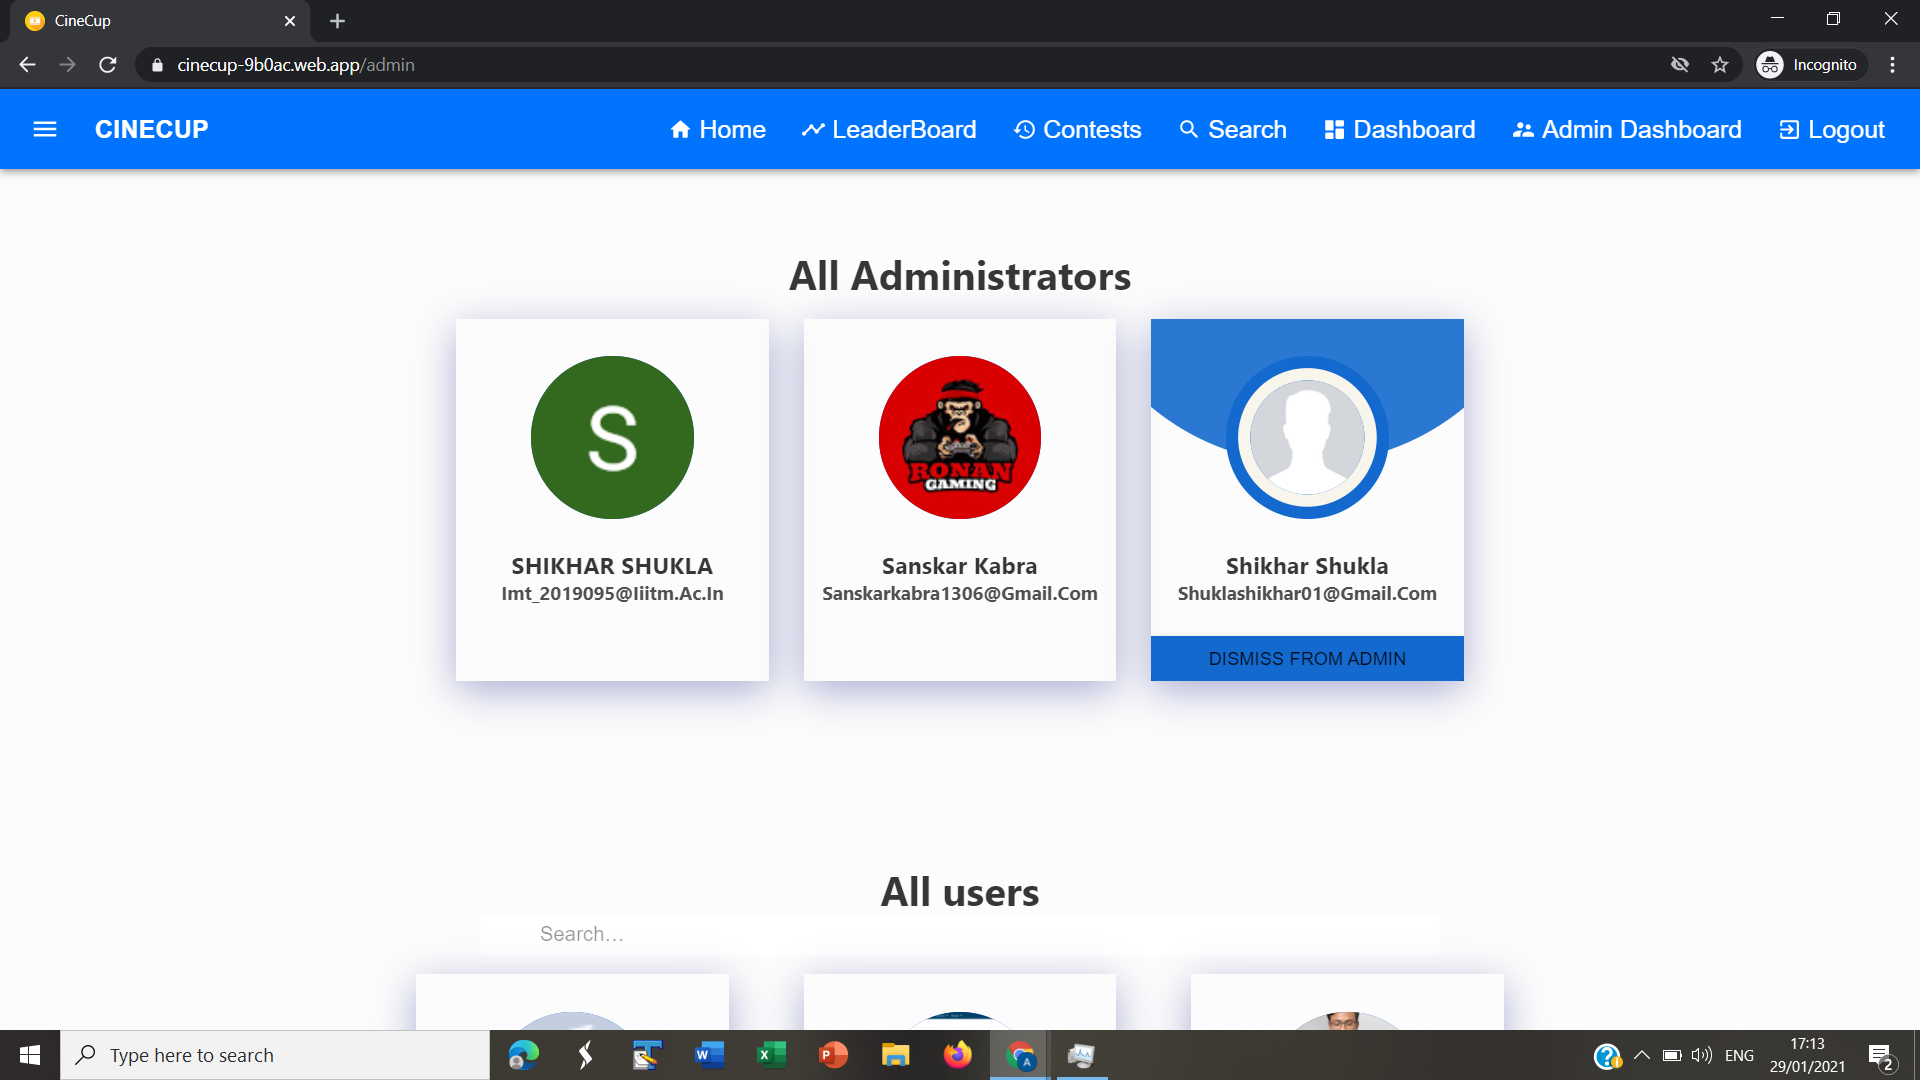 CineCup
cinecup-9b0ac.web.app/admin
Incognito
CINECUP
Home
LeaderBoard
Contests
Search
Dashboard
Admin Dashboard
Logout
All Administrators
S
RONAN
GAMING
SHIKHAR SHUKLA
Imt_2019095@Iiitm.Ac.In
Sanskar Kabra
Sanskarkabra1306@Gmail.Com
Shikhar Shukla
Shuklashikhar01@Gmail.Com
DISMISS FROM ADMIN
All users
Search...
Type here to search
W
X
P
A
ENG
17:13
29/01/2021
2